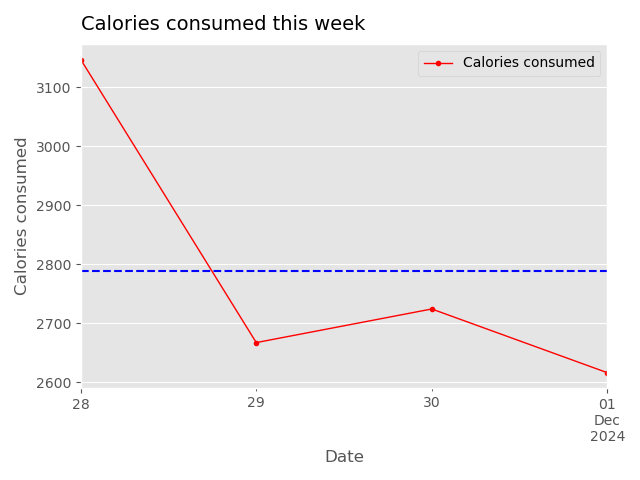 Calories consumed this week
Calories consumed
3100
3000
2900
2800
2700
2600
Calories consumed
28
29
30
01
Dec
2024
Date